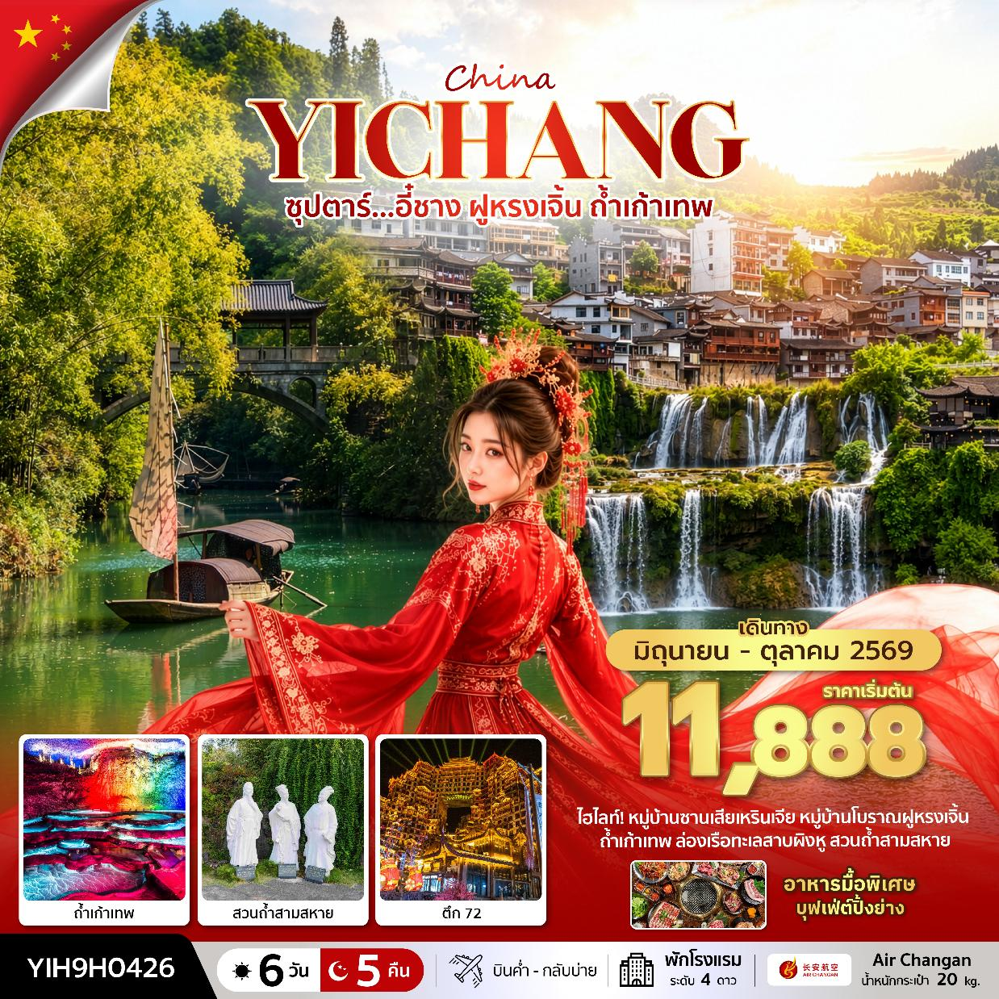 China
YICHANG
ซุปตาร์...อี๋ชาง ฝูหรงเจิ้น ถ้ำเก้าเทพ
เดินทาง
มิถุนายน - ตุลาคม 2569
ราคาเริ่มต้น
11,888
ไฮไลท์! หมู่บ้านซานเสียเหรินเจีย หมู่บ้านโบราณฝูหรงเจิ้น
ถ้ำเก้าเทพ ล่องเรือทะเลสาบผิงหู สวนถ้ำสามสหาย
อาหารมื้อพิเศษ
บุฟเฟ่ต์ปิ้งย่าง
ถ้ำเก้าเทพ
สวนถ้ำสามสหาย
ตึก 72
YIH9H0426
6 วัน 5 คืน
บินค่ำ - กลับบ่าย
พักโรงแรม
ระดับ 4 ดาว
长安航空
AIR CHANGAN
Air Changan
น้ำหนักกระเป๋า 20 kg.